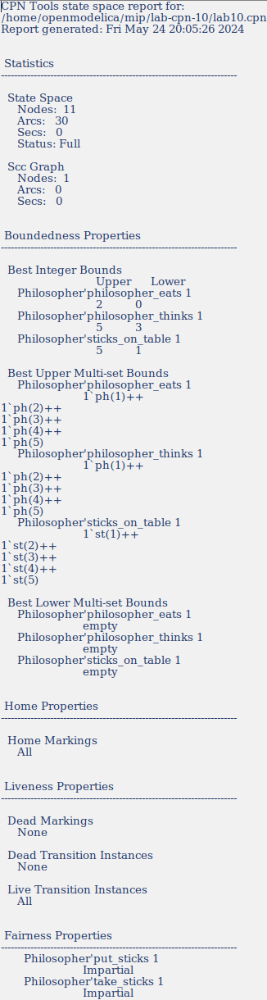 CPN Tools state space report for:
/home/openmodelica/mip/lab-cpn-10/lab10.cpn
Report generated: Fri May 24 20:05:26 2024
Statistics
------------------------------------------------------------------------
State Space
Nodes: 11
Arcs: 30
Secs: 0
Status: Full
Scc Graph
Nodes: 1
Arcs: 0
Secs: 0
Boundedness Properties
------------------------------------------------------------------------
Best Integer Bounds
Upper Lower
Philosopher'philosopher_eats 1
2 0
Philosopher'philosopher_thinks 1
5 3
Philosopher'sticks_on_table 1
5 1
Best Upper Multi-set Bounds
Philosopher'philosopher_eats 1
1`ph(1)++
1`ph(2)++
1`ph(3)++
1`ph(4)++
1`ph(5)
Philosopher'philosopher_thinks 1
1`ph(1)++
1`ph(2)++
1`ph(3)++
1`ph(4)++
1`ph(5)
Philosopher'sticks_on_table 1
1`st(1)++
1`st(2)++
1`st(3)++
1`st(4)++
1`st(5)
Best Lower Multi-set Bounds
Philosopher'philosopher_eats 1
empty
Philosopher'philosopher_thinks 1
empty
Philosopher'sticks_on_table 1
empty
Home Properties
------------------------------------------------------------------------
Home Markings
All
Liveness Properties
------------------------------------------------------------------------
Dead Markings
None
Dead Transition Instances
None
Live Transition Instances
All
Fairness Properties
------------------------------------------------------------------------
Philosopher'put_sticks 1
Impartial
Philosopher'take_sticks 1
Impartial